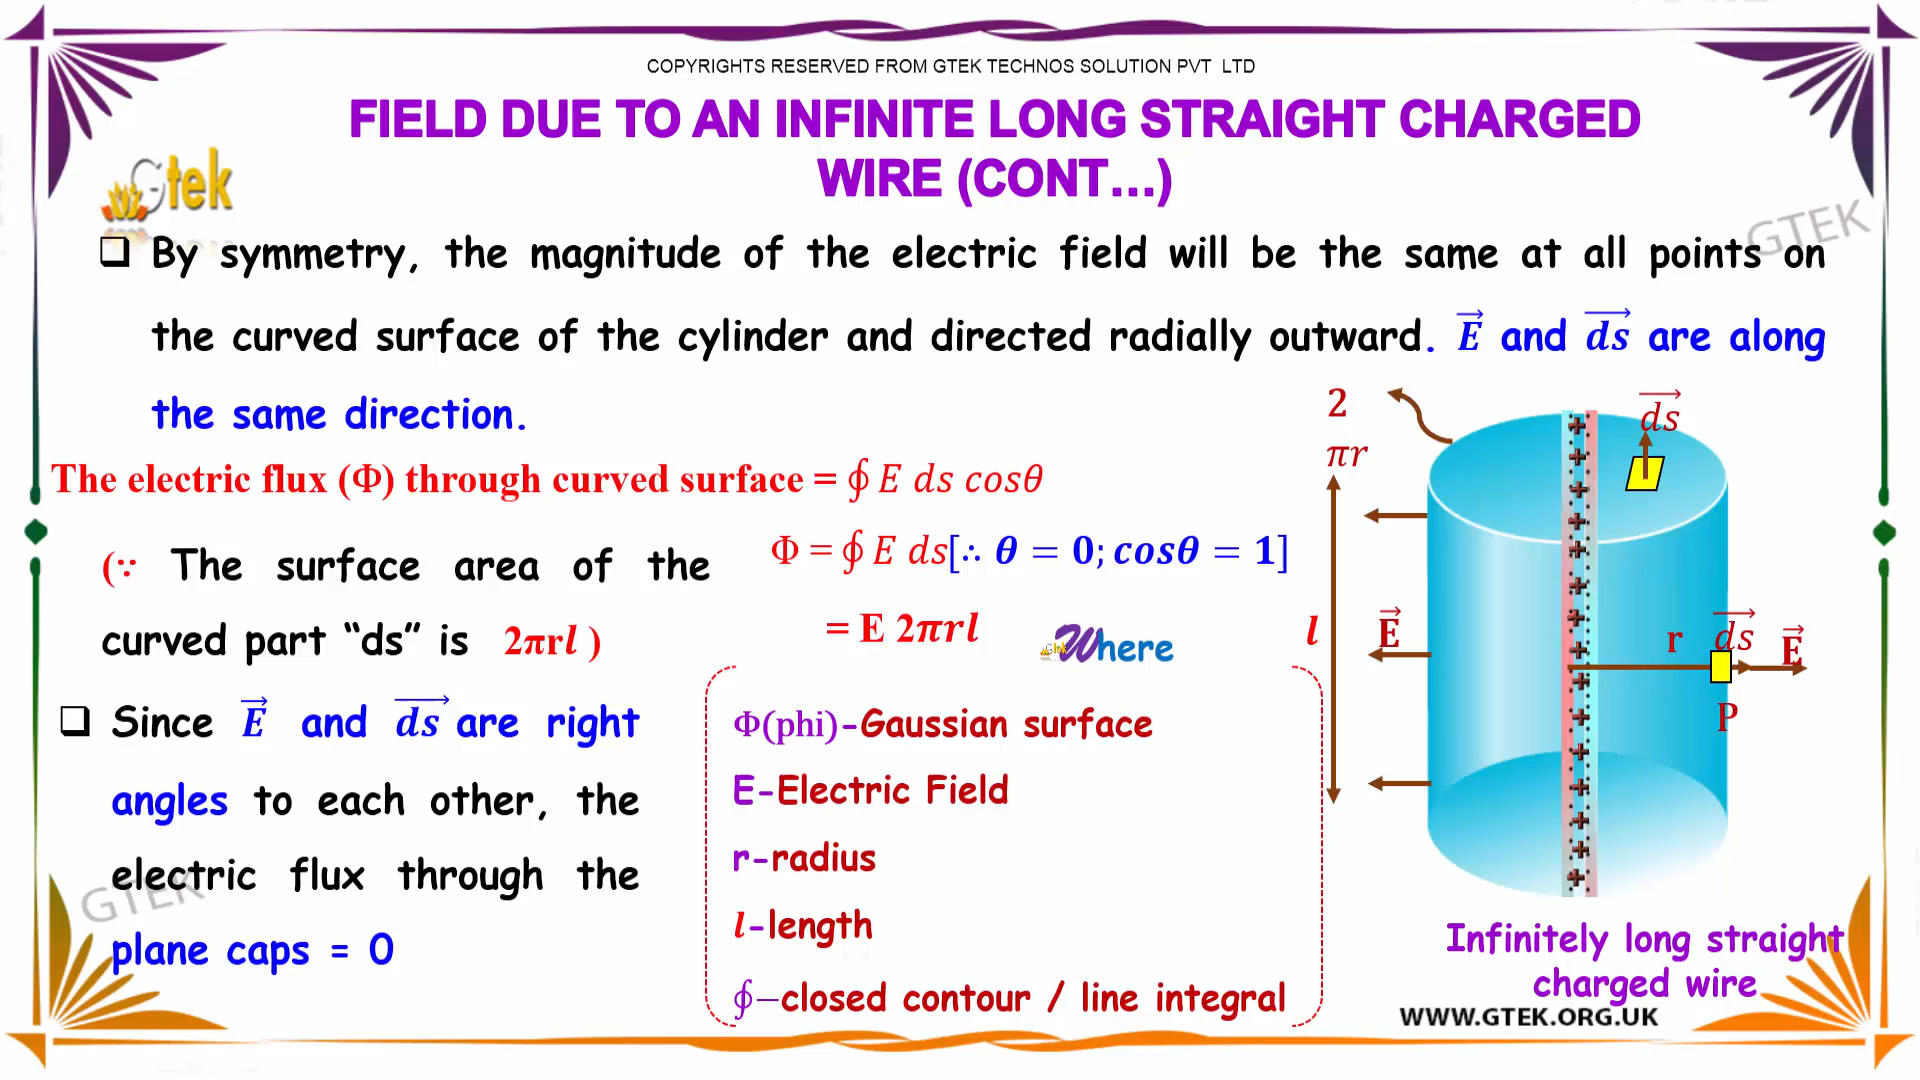 COPYRIGHTS RESERVED FROM GTEK TECHNOS SOLUTION PVT LTD
FIELD DUE TO AN INFINITE LONG STRAIGHT CHARGED
WIRE (CONT...)
Gtek
GTEK
❑ By symmetry, the magnitude of the electric field will be the same at all points on
the curved surface of the cylinder and directed radially outward. E⃗ and d͞s⃗ are along
the same direction.
The electric flux (Φ) through curved surface = ∮ E ds cosθ
(∵ The surface area of the
curved part “ds” is 2πrl )
Φ = ∮ E ds[∴ θ = 0; cosθ = 1]
= E 2πrl
Where
❑ Since E⃗ and d͞s⃗ are right
angles to each other, the
electric flux through the
plane caps = 0
GTEK
Φ(phi)-Gaussian surface
E-Electric Field
r-radius
l-length
∮−closed contour / line integral
2
πr
ds⃗
l
E⃗
r
ds⃗
E⃗
P
Infinitely long straight
charged wire
WWW.GTEK.ORG.UK